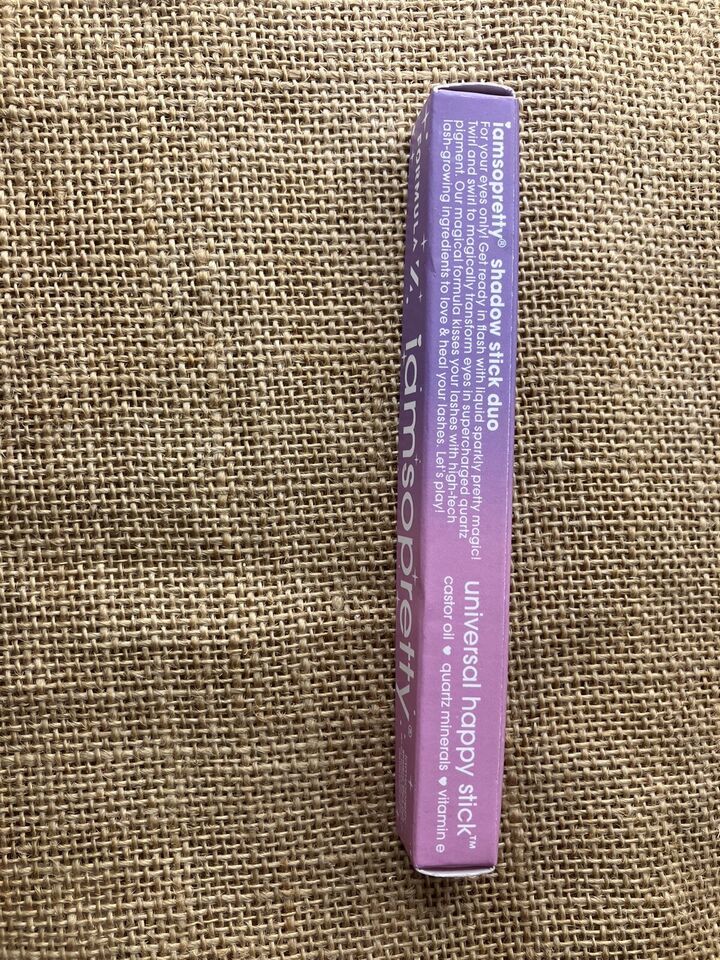 iamsopretty® shadow stick duo
For your eyes only! Get ready in flash with liquid sparkly pretty magic!
Twirl and swirl to magically transform eyes in supercharged quartz
pigment. Our magical formula kisses your lashes with high-tech
lash-growing ingredients to love & heal your lashes. Let's play!
universal happy stick™
castor oil ♥ quartz minerals ♥ vitamin e
FORMULA Z.
iamsopretty®